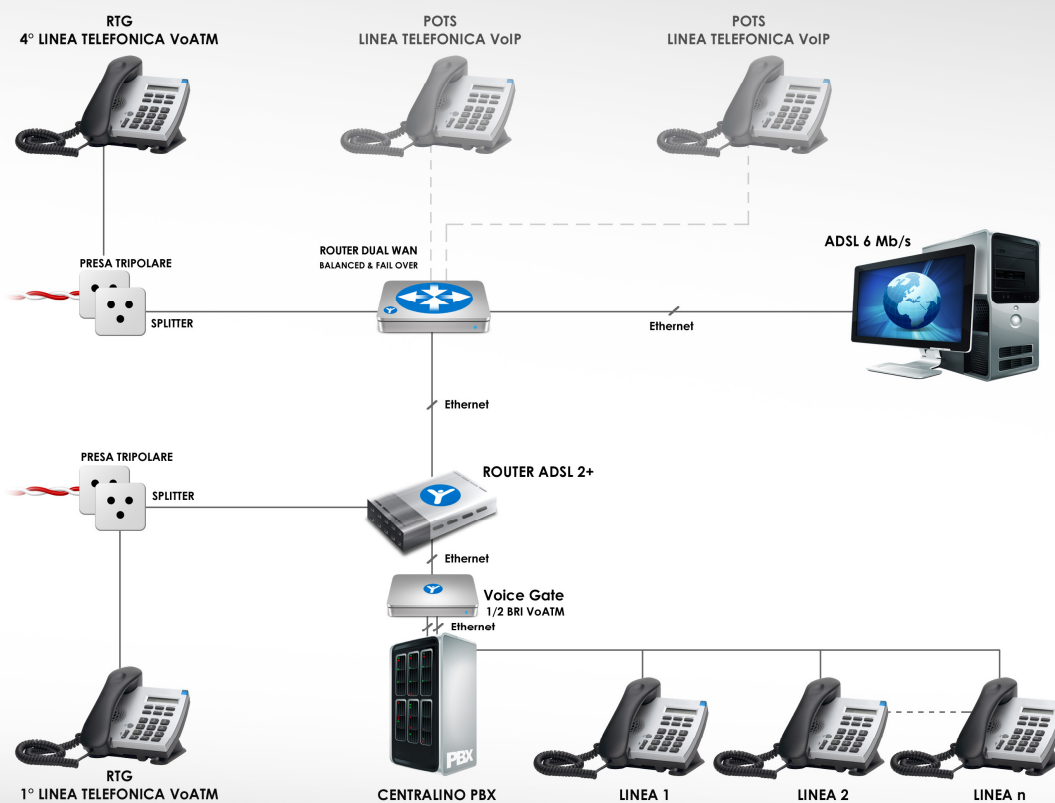 RTG
4° LINEA TELEFONICA VoATM
POTS
LINEA TELEFONICA VoIP
POTS
LINEA TELEFONICA VoIP
ROUTER DUAL WAN
BALANCED & FAIL OVER
ADSL 6 Mb/s
PRESA TRIPOLARE
SPLITTER
Ethernet
Ethernet
PRESA TRIPOLARE
SPLITTER
ROUTER ADSL 2+
Ethernet
Voice Gate
1/2 BRI VoATM
Ethernet
PBX
RTG
1° LINEA TELEFONICA VoATM
CENTRALINO PBX
LINEA 1
LINEA 2
LINEA n